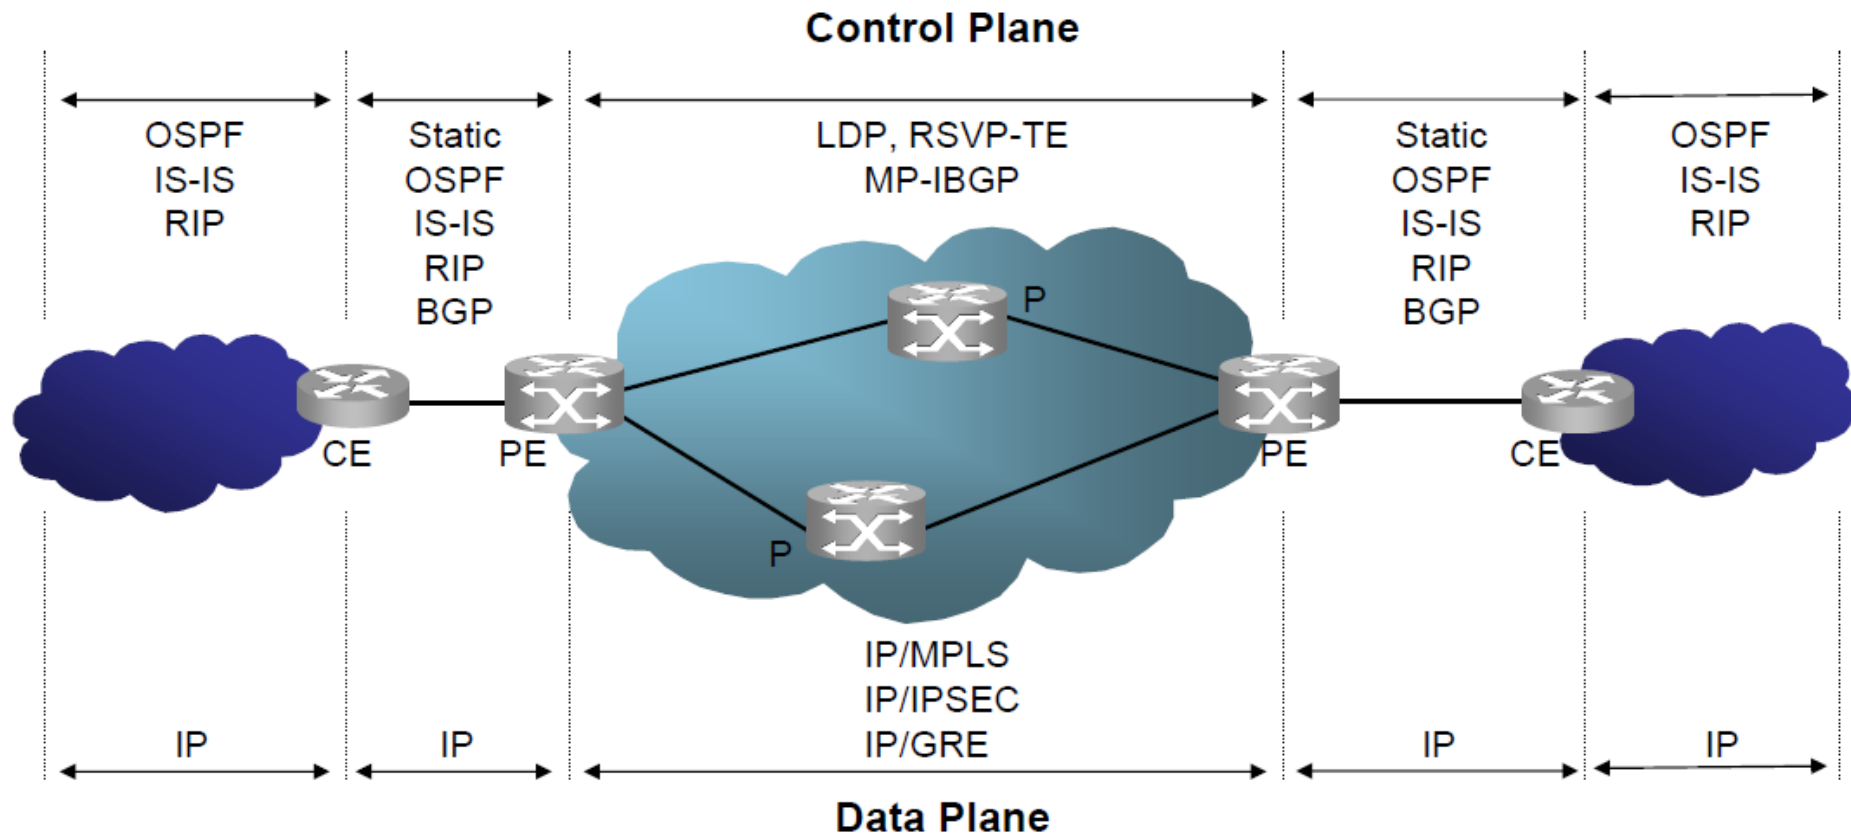 Control Plane
OSPF
IS-IS
RIP
Static
OSPF
IS-IS
RIP
BGP
LDP, RSVP-TE
MP-IBGP
Static
OSPF
IS-IS
RIP
BGP
OSPF
IS-IS
RIP
CE
PE
P
P
PE
CE
IP
IP
IP/MPLS
IP/IPSEC
IP/GRE
IP
IP
Data Plane